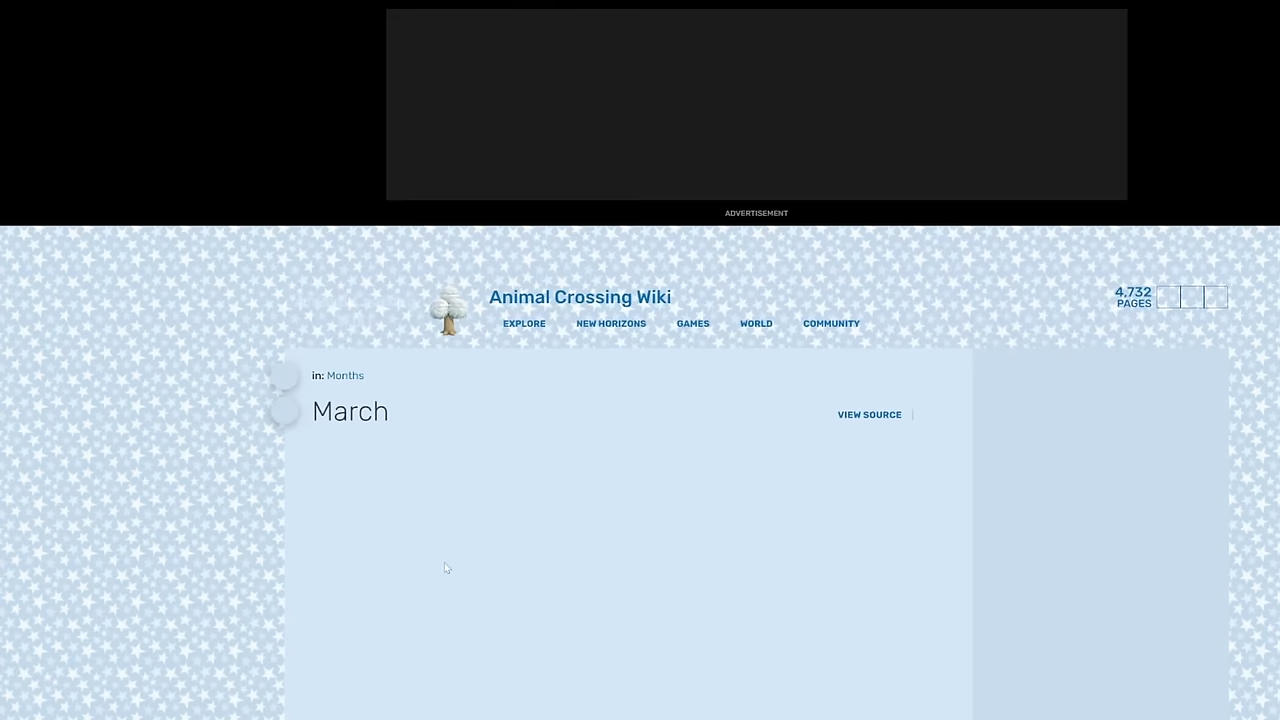 ADVERTISEMENT
Animal Crossing Wiki
EXPLORE NEW HORIZONS GAMES WORLD COMMUNITY
4,732
PAGES
in: Months
March
VIEW SOURCE